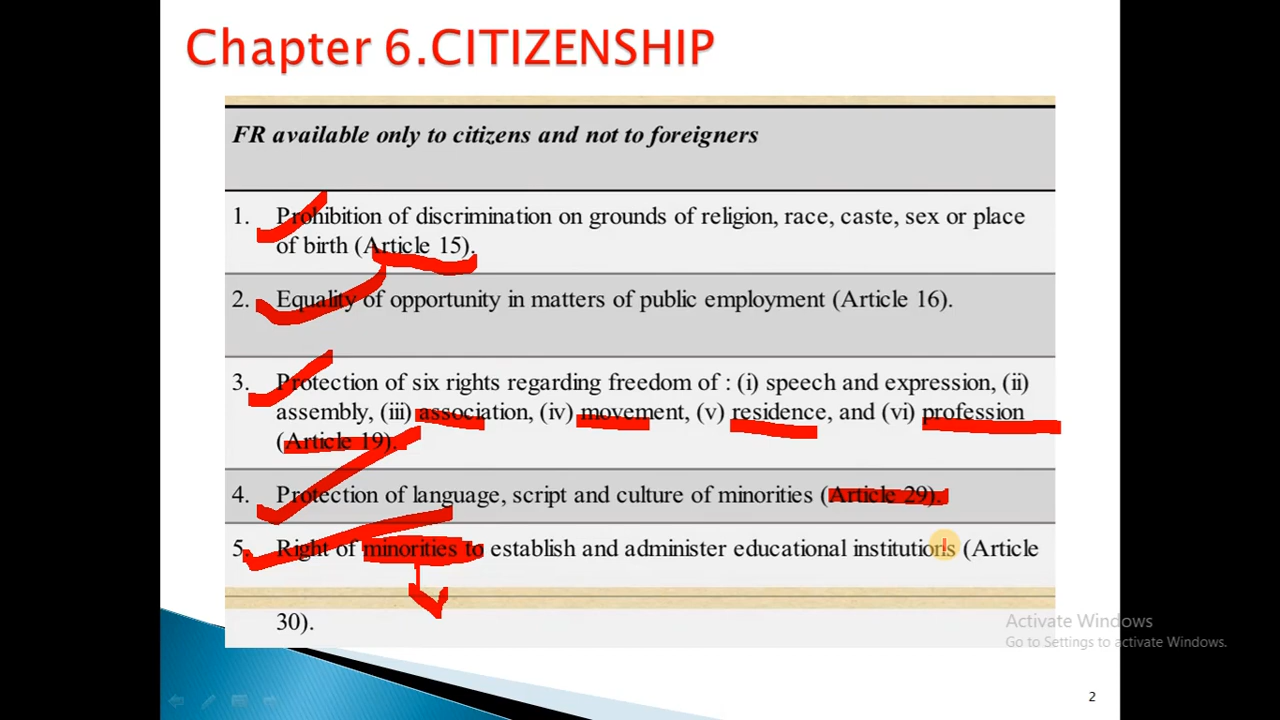 Chapter 6.CITIZENSHIP
FR available only to citizens and not to foreigners
1. Prohibition of discrimination on grounds of religion, race, caste, sex or place
of birth (Article 15).
2. Equality of opportunity in matters of public employment (Article 16).
3. Protection of six rights regarding freedom of : (i) speech and expression, (ii)
assembly, (iii) association, (iv) movement, (v) residence, and (vi) profession
(Article 19).
4. Protection of language, script and culture of minorities (Article 29).
5. Right of minorities to establish and administer educational institutions (Article
30).
Activate Windows
Go to Settings to activate Windows.
2